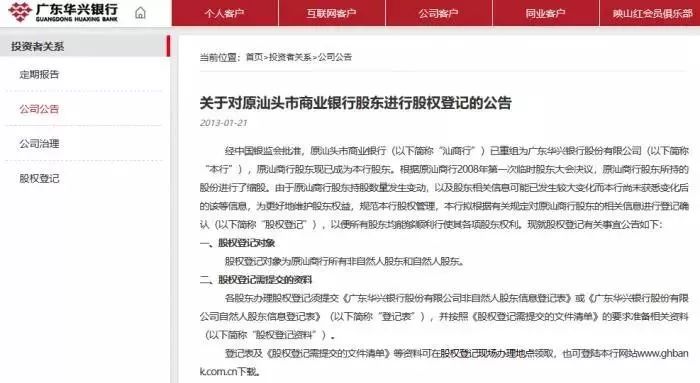 广东华兴银行
GUANGDONG HUAXING BANK
个人客户
互联网客户
公司客户
同业客户
映山红会员俱乐部
投资者关系
定期报告
公司公告
公司治理
股权登记
当前位置：首页>投资者关系>公司公告
关于对原汕头市商业银行股东进行股权登记的公告
2013-01-21
经中国银监会批准，原汕头市商业银行（以下简称“汕商行”）已重组为广东华兴银行股份有限公司（以下简称
“本行”），原汕商行股东现已成为本行股东。根据原汕商行2008年第一次临时股东大会决议，原汕商行股东所持的
股份进行了缩股。由于原汕商行股东持股数量发生变动，以及股东相关信息可能已发生较大变化而本行尚未获悉变化后
的该等信息，为更好地维护股东权益，规范本行股权管理，本行拟根据有关规定对原汕商行股东的相关信息进行登记确
认（以下简称“股权登记”），以便所有股东均能够顺利行使其各项股东权利。现就股权登记有关事宜公告如下：
一、股权登记对象
股权登记对象为原汕商行所有非自然人股东和自然人股东。
二、股权登记需提交的资料
各股东办理股权登记须提交《广东华兴银行股份有限公司非自然人股东信息登记表》或《广东华兴银行股份有限
公司自然人股东信息登记表》（以下简称“登记表”），并按照《股权登记需提交的文件清单》的要求准备相关资料
（以下简称“股权登记资料”）。
登记表及《股权登记需提交的文件清单》等资料可在股权登记现场办理地点领取，也可登陆本行网站www.ghban
k.com.cn下载。